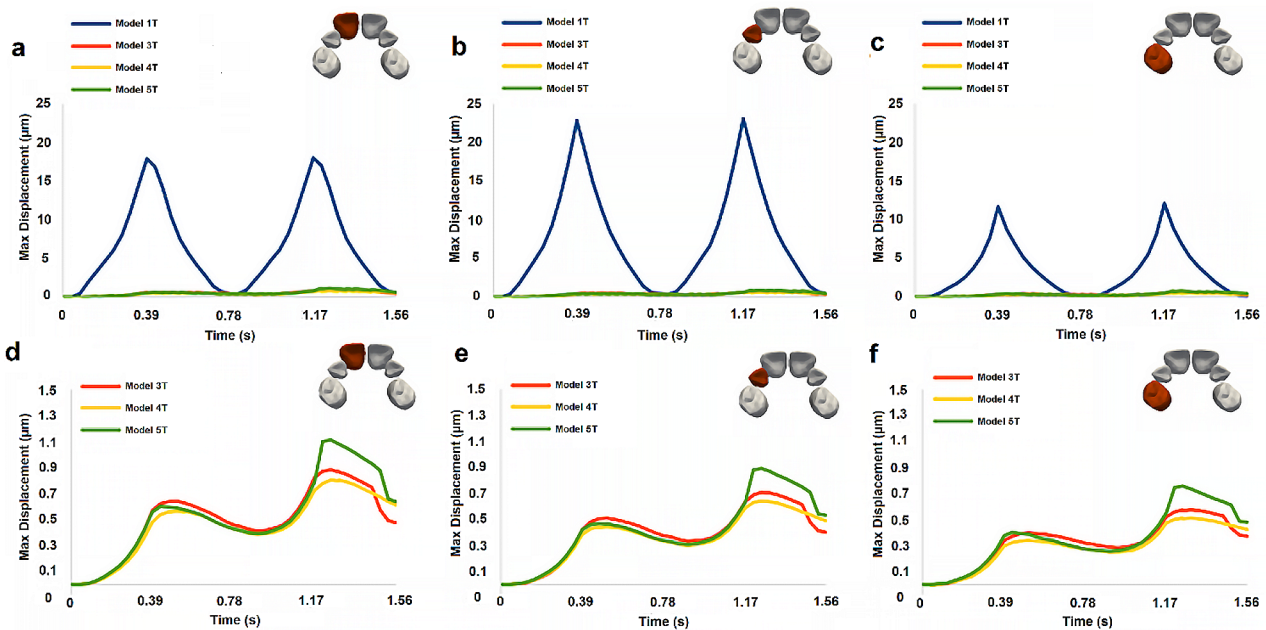 a
Model 1T
Model 3T
Model 4T
Model 5T
Max Displacement (µm)
25
20
15
10
5
0
0 0.39 0.78 1.17 1.56
Time (s)
b
Model 1T
Model 3T
Model 4T
Model 5T
Max Displacement (µm)
25
20
15
10
5
0
0 0.39 0.78 1.17 1.56
Time (s)
c
Model 1T
Model 3T
Model 4T
Model 5T
Max Displacement (µm)
25
20
15
10
5
0
0 0.39 0.78 1.17 1.56
Time (s)
d
Model 3T
Model 4T
Model 5T
Max Displacement (µm)
1.5
1.3
1.1
0.9
0.7
0.5
0.3
0.1
0
0 0.39 0.78 1.17 1.56
Time (s)
e
Model 3T
Model 4T
Model 5T
Max Displacement (µm)
1.5
1.3
1.1
0.9
0.7
0.5
0.3
0.1
0
0 0.39 0.78 1.17 1.56
Time (s)
f
Model 3T
Model 4T
Model 5T
Max Displacement (µm)
1.5
1.3
1.1
0.9
0.7
0.5
0.3
0.1
0
0 0.39 0.78 1.17 1.56
Time (s)